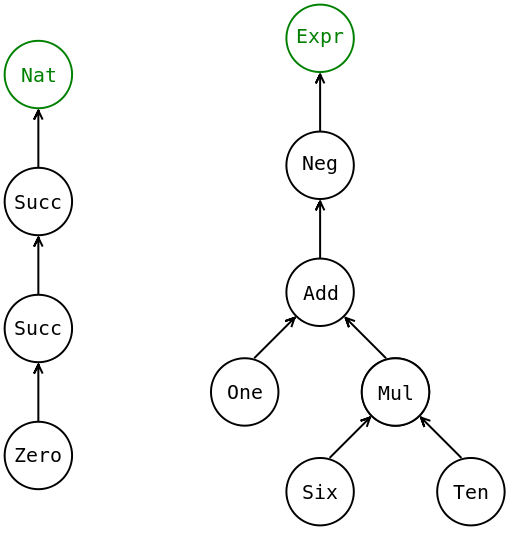 Nat
Succ
Succ
Zero
Expr
Neg
Add
One
Mul
Six
Ten